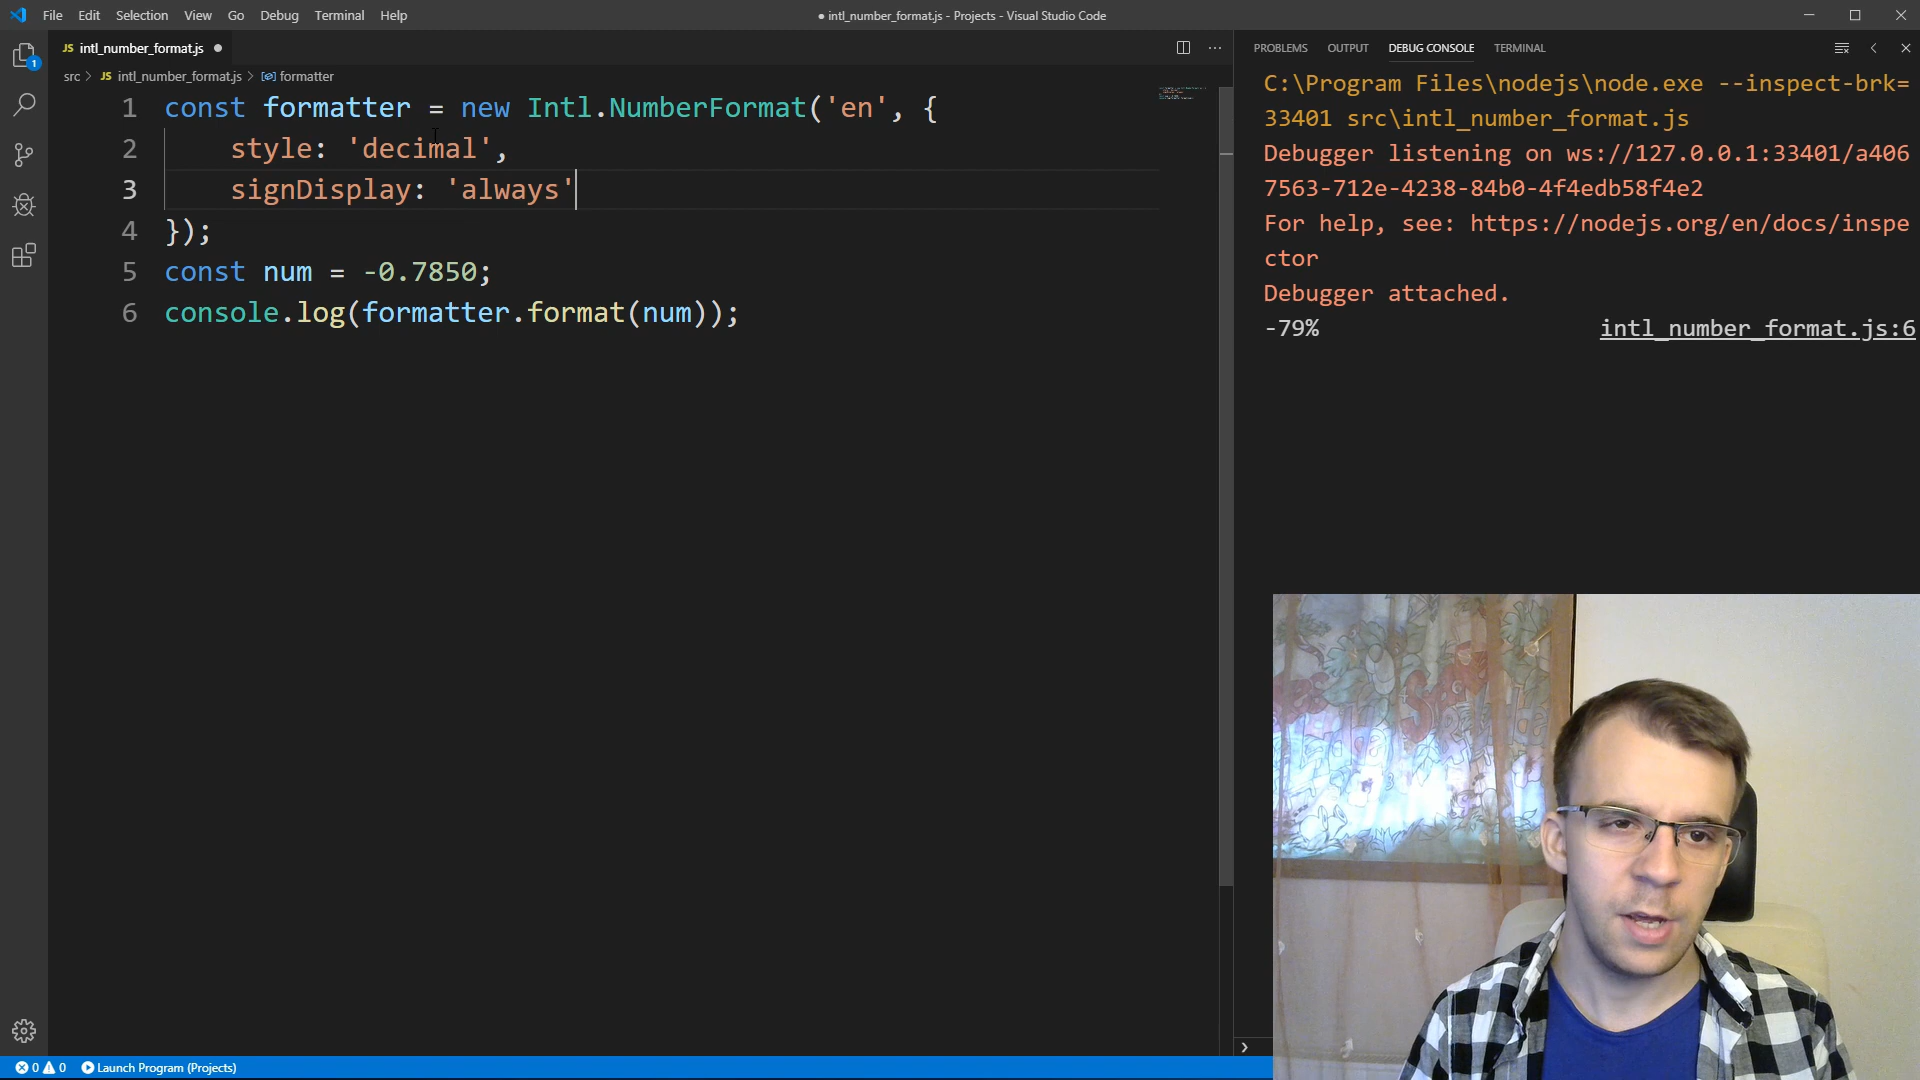 File Edit Selection View Go Debug Terminal Help
● intl_number_format.js - Projects - Visual Studio Code
JS intl_number_format.js ●
src > JS intl_number_format.js > formatter
1 const formatter = new Intl.NumberFormat('en', {
2 style: 'decimal',
3 signDisplay: 'always'
4 });
5 const num = -0.7850;
6 console.log(formatter.format(num));
PROBLEMS OUTPUT DEBUG CONSOLE TERMINAL
C:\Program Files\nodejs\node.exe --inspect-brk=
33401 src\intl_number_format.js
Debugger listening on ws://127.0.0.1:33401/a406
7563-712e-4238-84b0-4f4edb58f4e2
For help, see: https://nodejs.org/en/docs/inspe
ctor
Debugger attached.
-79% intl_number_format.js:6
1
0 0 Launch Program (Projects)